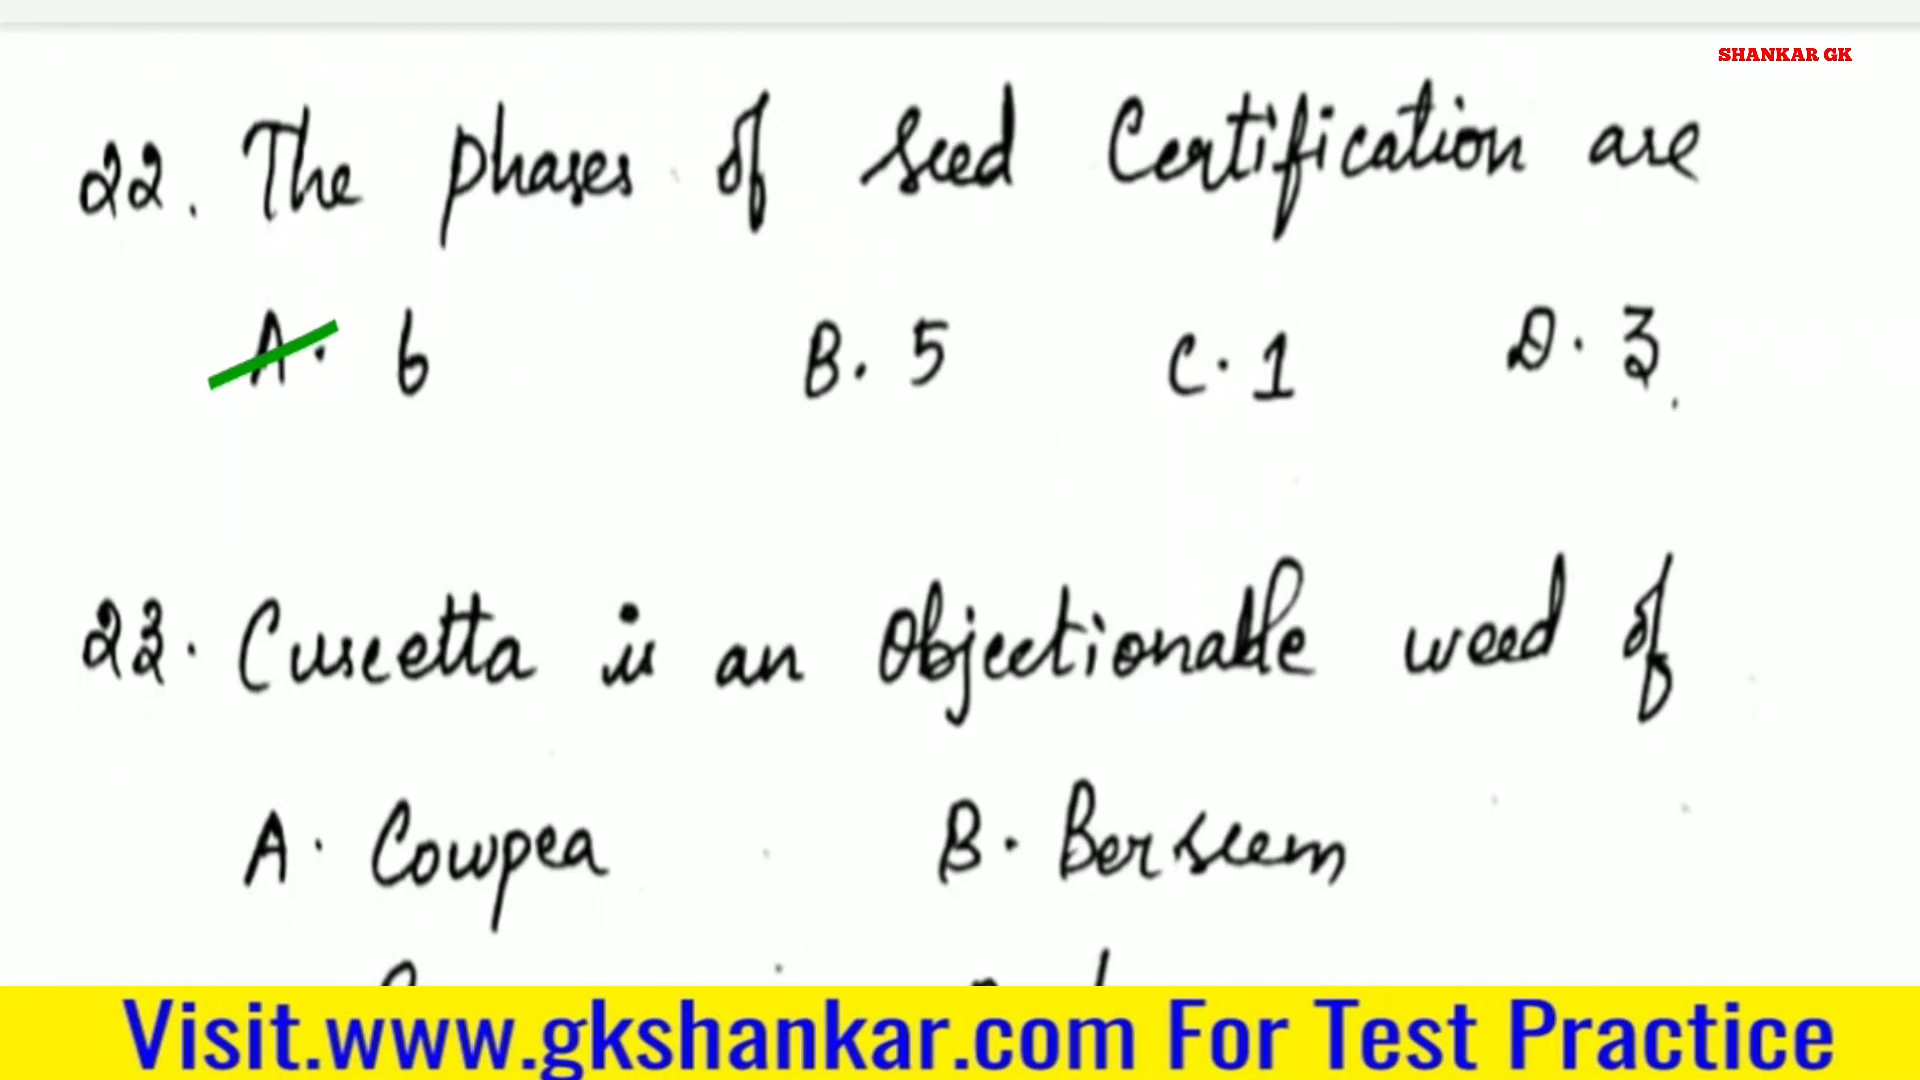 SHANKAR GK
22. The phases of seed Certification are
A. 6 B. 5 C. 1 D. 3
23. Cuscetta is an Objectionable weed of
A. Cowpea B. Berseem
Visit.www.gkshankar.com For Test Practice